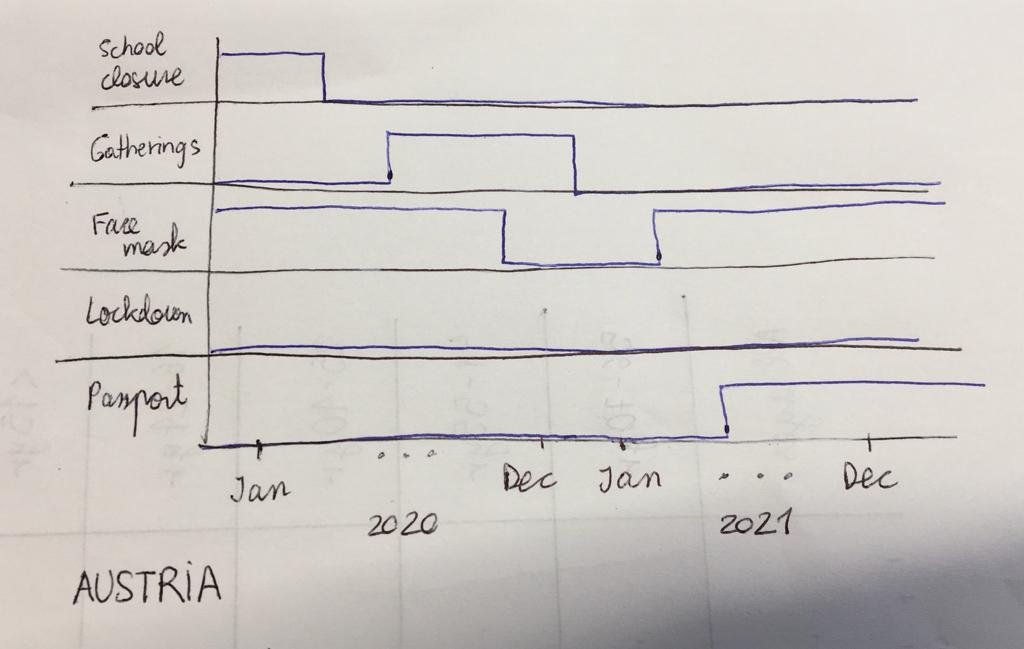 School
closure
Gatherings
Face
mask
Lockdown
Passport
Jan ... Dec Jan ... Dec
2020 2021
AUSTRIA